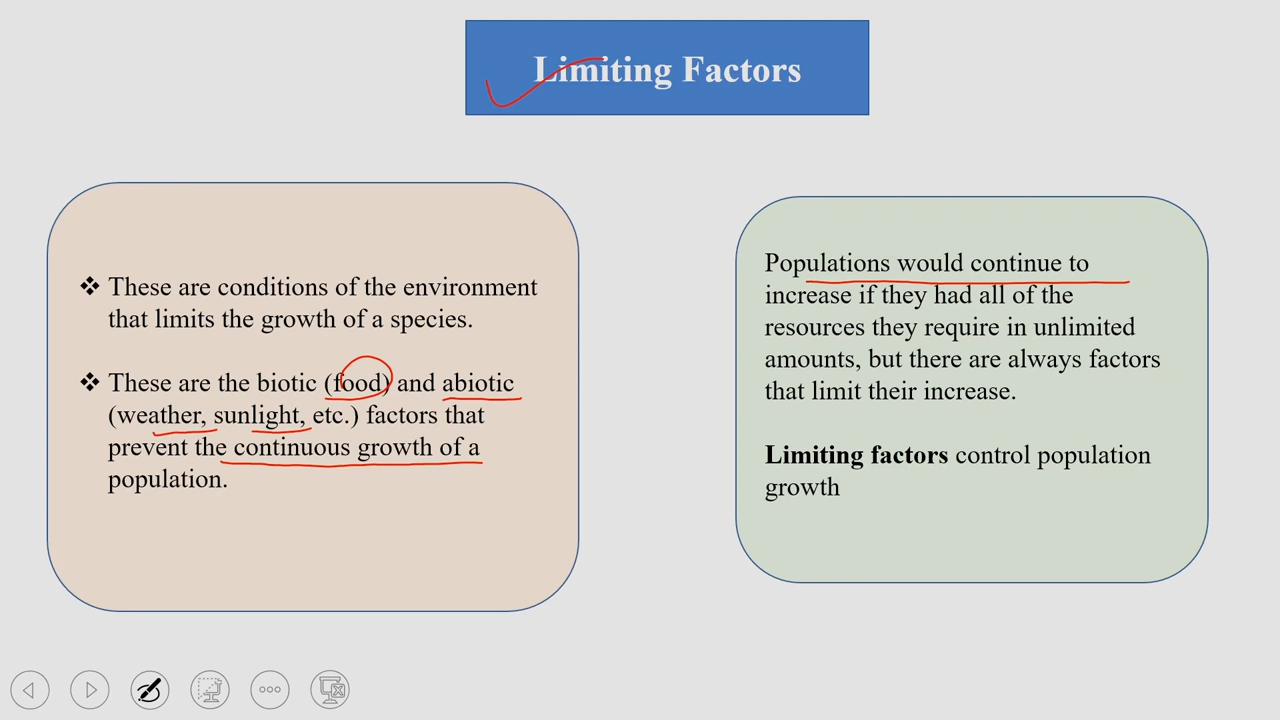 Limiting Factors
❖ These are conditions of the environment
that limits the growth of a species.
❖ These are the biotic (food) and abiotic
(weather, sunlight, etc.) factors that
prevent the continuous growth of a
population.
Populations would continue to
increase if they had all of the
resources they require in unlimited
amounts, but there are always factors
that limit their increase.
Limiting factors control population
growth